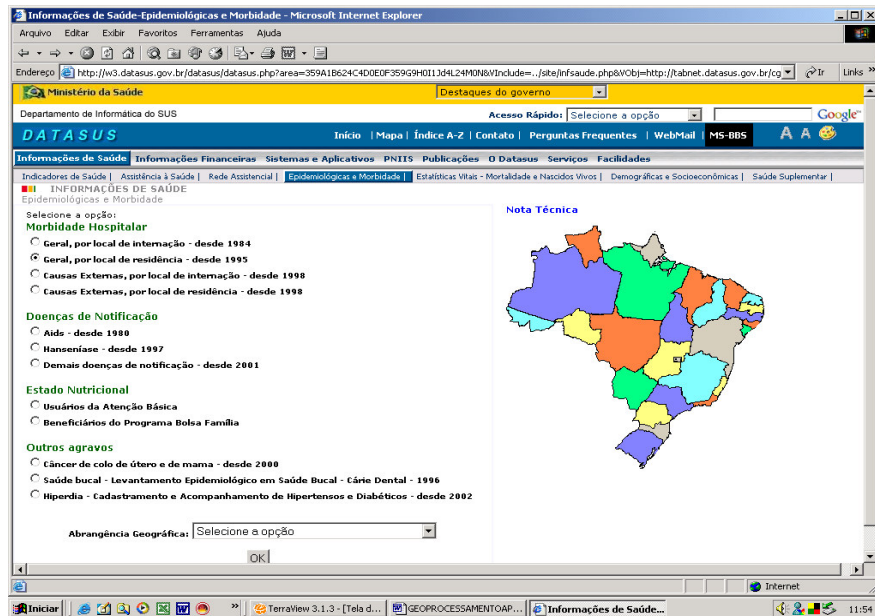 Informações de Saúde-Epidemiológicas e Morbidade - Microsoft Internet Explorer
Arquivo Editar Exibir Favoritos Ferramentas Ajuda
Endereço http://w3.datasus.gov.br/datasus/datasus.php?area=359A1B624C4D0E0F359G9H0I1Jd4L24M0N&VInclude=../site/infsaude.php&VObj=http://tabnet.datasus.gov.br/cg Ir Links »
Ministério da Saúde Destaques do governo
Departamento de Informática do SUS Acesso Rápido: Selecione a opção Google
DATASUS Início | Mapa | Índice A-Z | Contato | Perguntas Frequentes | WebMail | MS-BBS A A
Informações de Saúde Informações Financeiras Sistemas e Aplicativos PNIIS Publicações O Datasus Serviços Facilidades
Indicadores de Saúde | Assistência à Saúde | Rede Assistencial | Epidemiológicas e Morbidade | Estatísticas Vitais - Mortalidade e Nascidos Vivos | Demográficas e Socioeconômicas | Saúde Suplementar |
INFORMAÇÕES DE SAÚDE
Epidemiológicas e Morbidade
Nota Técnica
Selecione a opção:
Morbidade Hospitalar
Geral, por local de internação - desde 1984
Geral, por local de residência - desde 1995
Causas Externas, por local de internação - desde 1998
Causas Externas, por local de residência - desde 1998
Doenças de Notificação
Aids - desde 1980
Hanseníase - desde 1997
Demais doenças de notificação - desde 2001
Estado Nutricional
Usuários da Atenção Básica
Beneficiários do Programa Bolsa Família
Outros agravos
Câncer de colo de útero e de mama - desde 2000
Saúde bucal - Levantamento Epidemiológico em Saúde Bucal - Cárie Dental - 1996
Hiperdia - Cadastramento e Acompanhamento de Hipertensos e Diabéticos - desde 2002
Abrangência Geográfica: Selecione a opção
OK
Internet
Iniciar » TerraView 3.1.3 - [Tela d... GEOPROCESSAMENTOAP... Informações de Saúde... 11:54